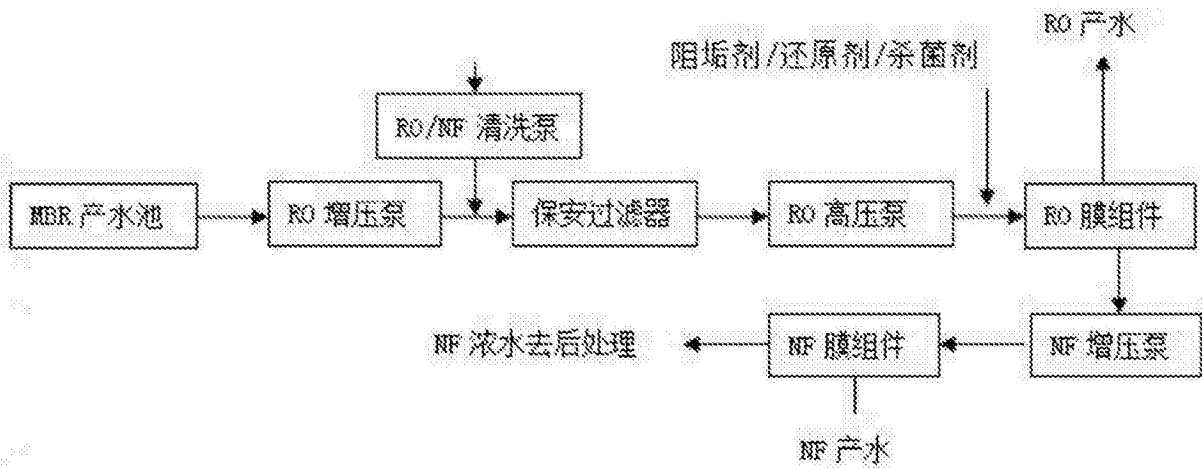 RO 产水
阻垢剂/还原剂/杀菌剂
RO/NF 清洗泵
MBR 产水池
RO 增压泵
保安过滤器
RO 高压泵
RO 膜组件
NF 浓水去后处理
NF 膜组件
NF 增压泵
NF 产水